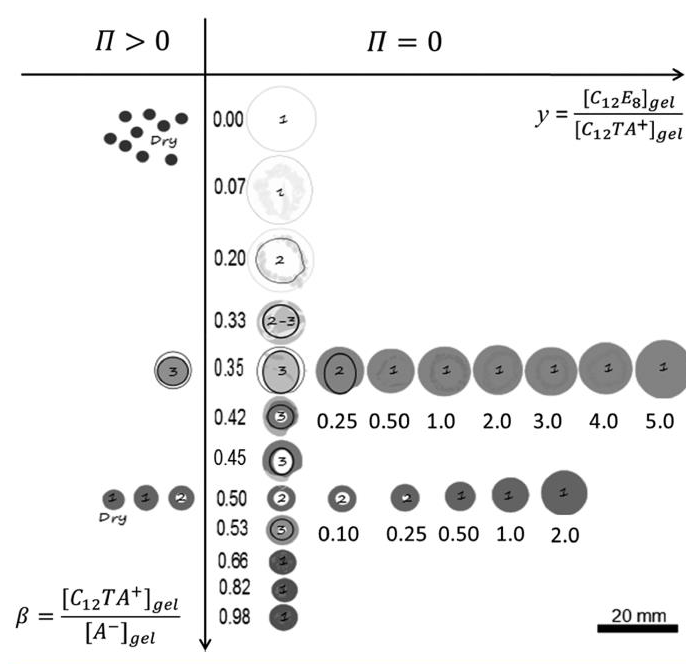 Π > 0 Π = 0
y = [C₁₂E₈]gel / [C₁₂TA⁺]gel
Dry 0.00 1
0.07 1
0.20 2
0.33 2-3
3 0.35 3 2 1 1 1 1 1 1
0.42 3 0.25 0.50 1.0 2.0 3.0 4.0 5.0
0.45 3
1 1 2 0.50 2 2 2 1 1 1
Dry
0.53 3 0.10 0.25 0.50 1.0 2.0
0.66 1
0.82 1
0.98 1
β = [C₁₂TA⁺]gel / [A⁻]gel
20 mm